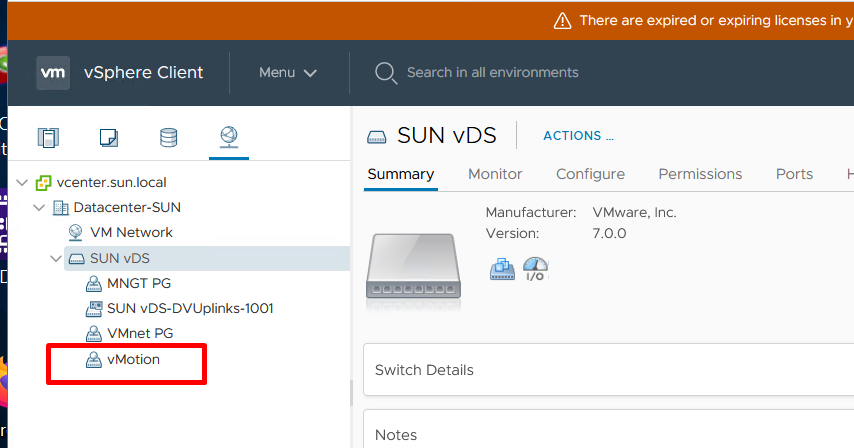 There are expired or expiring licenses in y
vm vSphere Client Menu Search in all environments
SUN vDS ACTIONS ...
Summary Monitor Configure Permissions Ports H
vcenter.sun.local
Datacenter-SUN
VM Network
SUN vDS
MNGT PG
SUN vDS-DVUplinks-1001
VMnet PG
vMotion
Manufacturer: VMware, Inc.
Version: 7.0.0
I/O
Switch Details
Notes